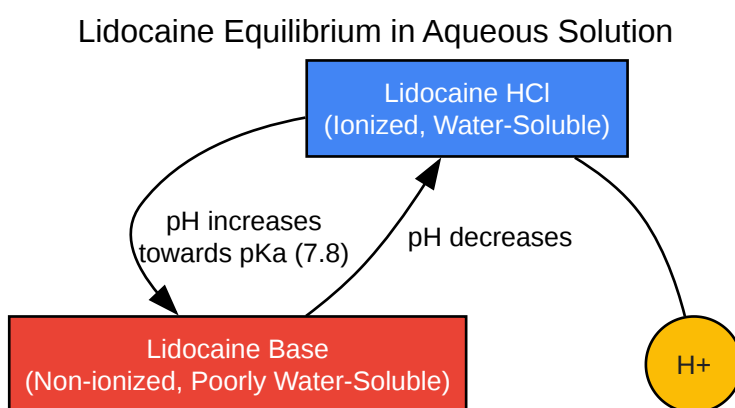 Lidocaine Equilibrium in Aqueous Solution
Lidocaine HCl
(Ionized, Water-Soluble)
pH increases
towards pKa (7.8)
pH decreases
Lidocaine Base
(Non-ionized, Poorly Water-Soluble)
H+